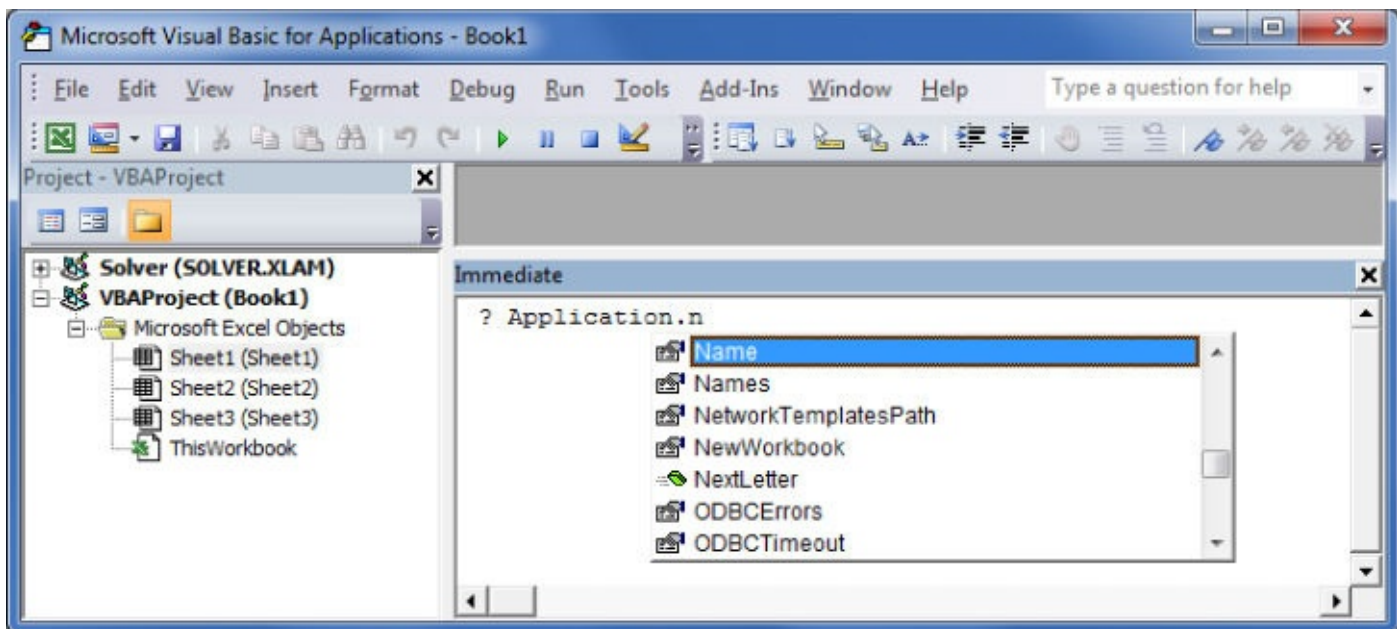 Microsoft Visual Basic for Applications - Book1
File Edit View Insert Format Debug Run Tools Add-Ins Window Help Type a question for help
Project - VBAProject
Solver (SOLVER.XLAM)
VBAProject (Book1)
Microsoft Excel Objects
Sheet1 (Sheet1)
Sheet2 (Sheet2)
Sheet3 (Sheet3)
ThisWorkbook
Immediate
? Application.n
Name
Names
NetworkTemplatesPath
NewWorkbook
NextLetter
ODBCErrors
ODBCTimeout